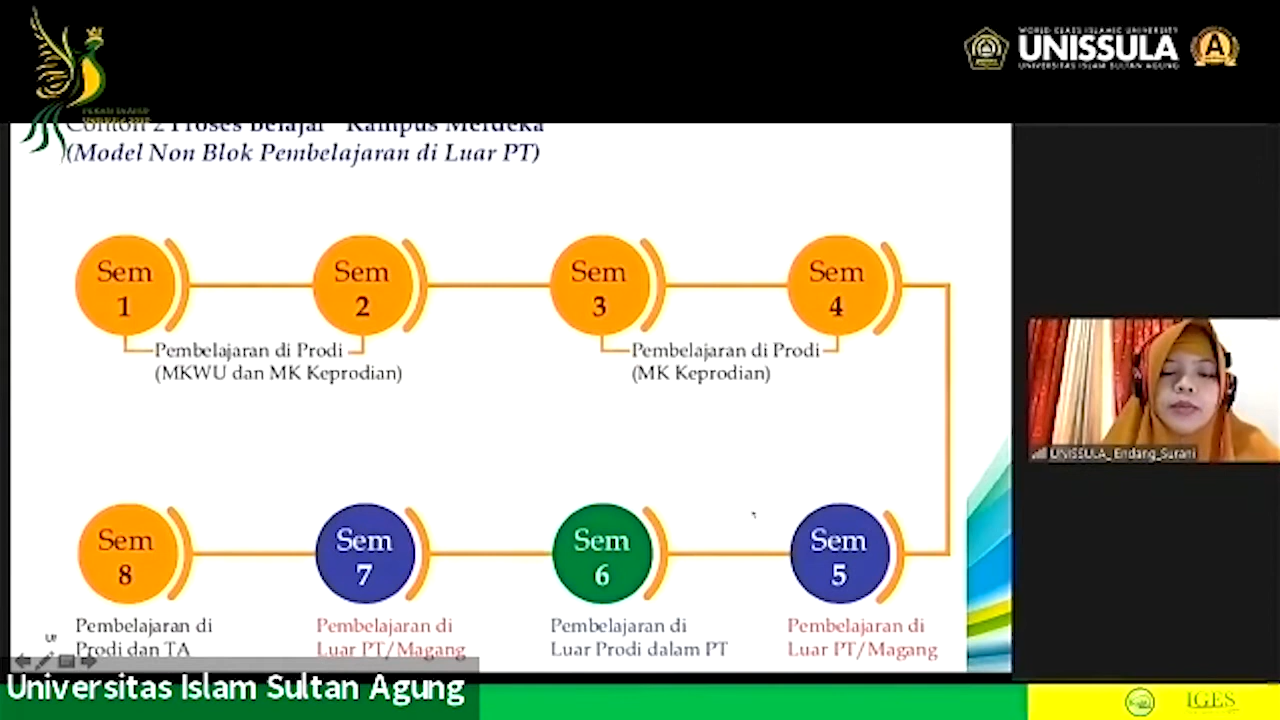 WORLD CLASS ISLAMIC UNIVERSITY
UNISSULA
UNIVERSITAS ISLAM SULTAN AGUNG
A
Contoh 2 Proses Belajar "Kampus Merdeka
(Model Non Blok Pembelajaran di Luar PT)
Sem 1
Sem 2
Sem 3
Sem 4
Pembelajaran di Prodi
(MKWU dan MK Keprodian)
Pembelajaran di Prodi
(MK Keprodian)
UNISSULA_ Endang_Surani
Sem 8
Sem 7
Sem 6
Sem 5
Pembelajaran di
Prodi dan TA
Pembelajaran di
Luar PT/Magang
Pembelajaran di
Luar Prodi dalam PT
Pembelajaran di
Luar PT/Magang
Universitas Islam Sultan Agung
IGES